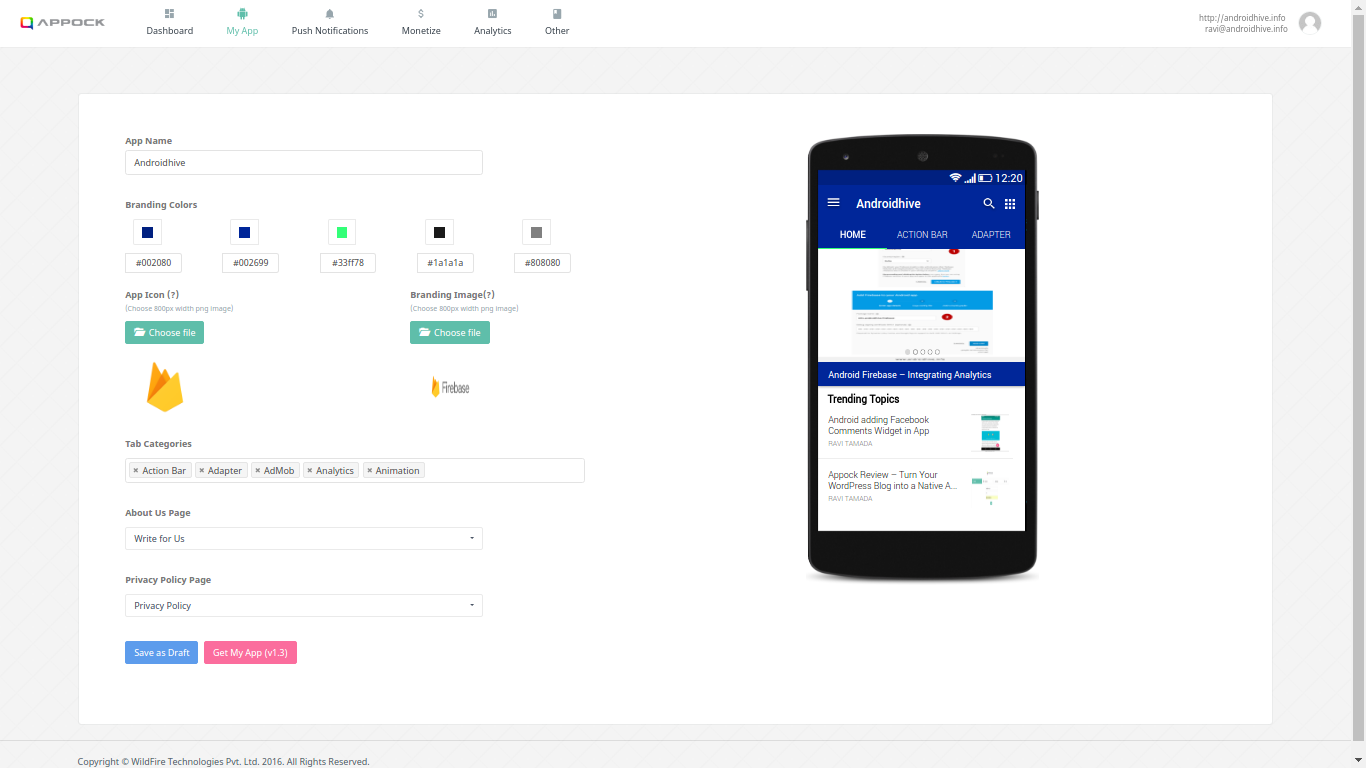 APPOCK
Dashboard
My App
Push Notifications
Monetize
Analytics
Other
http://androidhive.info
ravi@androidhive.info
App Name
Androidhive
Branding Colors
#002080 #002699 #33ff78 #1a1a1a #808080
App Icon (?)
(Choose 800px width png image)
Choose file
Branding Image(?)
(Choose 800px width png image)
Choose file
Firebase
Tab Categories
× Action Bar × Adapter × AdMob × Analytics × Animation
About Us Page
Write for Us
Privacy Policy Page
Privacy Policy
Save as Draft
Get My App (v1.3)
12:20
Androidhive
HOME ACTION BAR ADAPTER
Android Firebase – Integrating Analytics
Trending Topics
Android adding Facebook
Comments Widget in App
RAVI TAMADA
Appock Review – Turn Your
WordPress Blog into a Native A...
RAVI TAMADA
Copyright © WildFire Technologies Pvt. Ltd. 2016. All Rights Reserved.